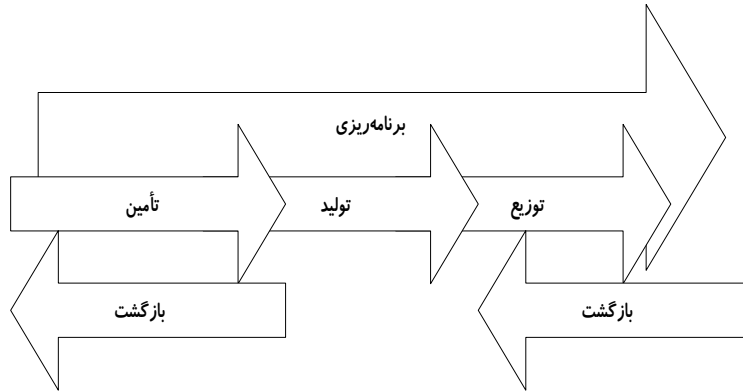 برنامه‌ریزی
تأمین
تولید
توزیع
بازگشت
بازگشت